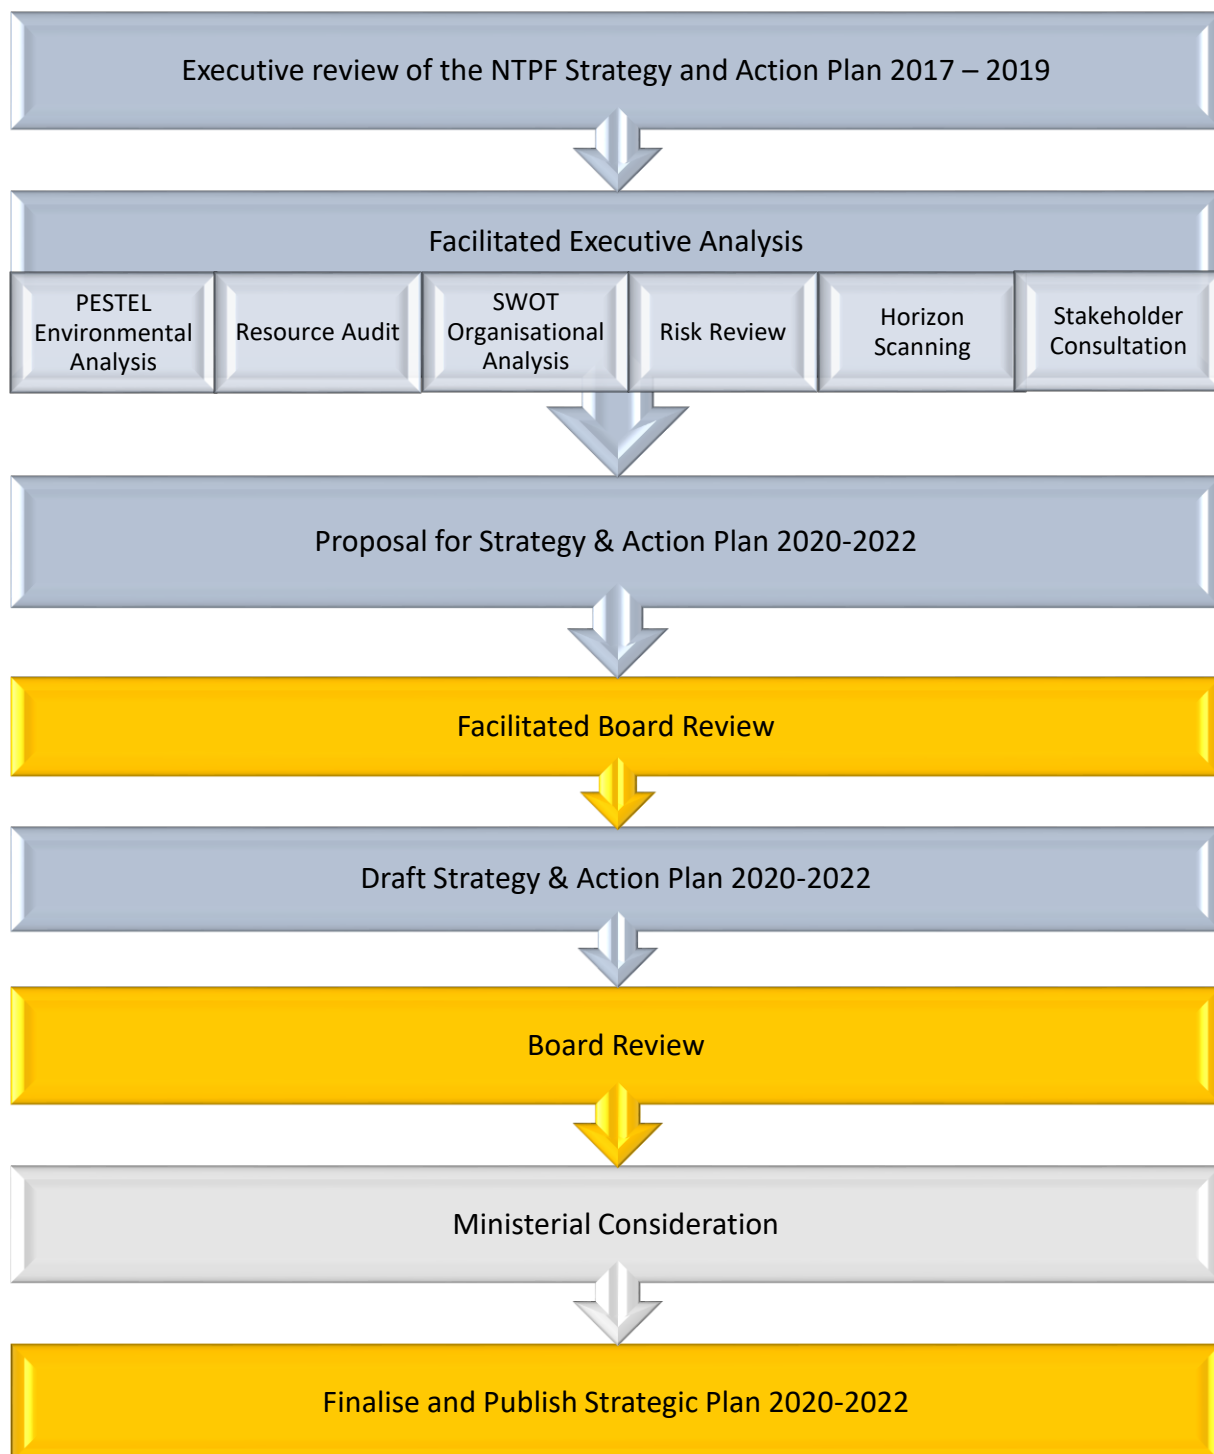 Executive review of the NTPF Strategy and Action Plan 2017 – 2019
Facilitated Executive Analysis
PESTEL
Environmental
Analysis
Resource Audit
SWOT
Organisational
Analysis
Risk Review
Horizon
Scanning
Stakeholder
Consultation
Proposal for Strategy & Action Plan 2020-2022
Facilitated Board Review
Draft Strategy & Action Plan 2020-2022
Board Review
Ministerial Consideration
Finalise and Publish Strategic Plan 2020-2022